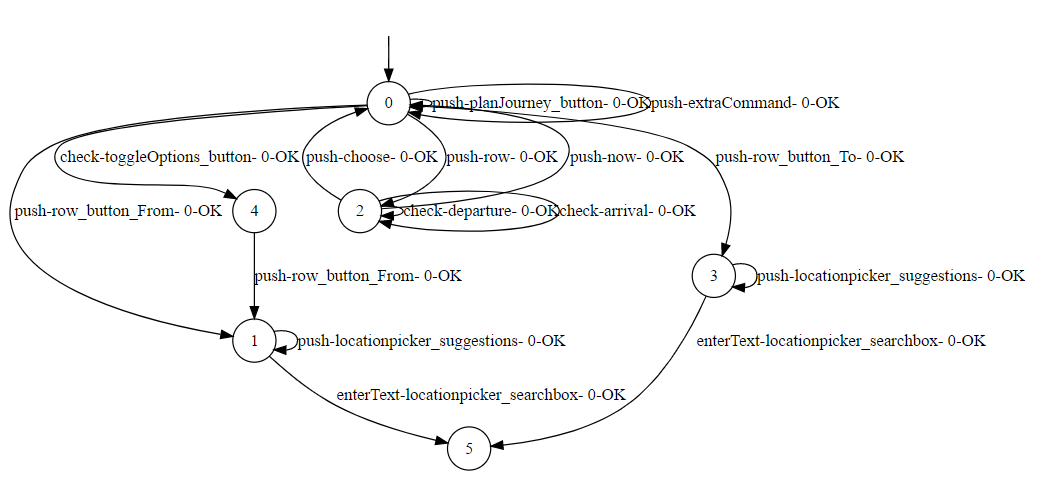 0
push-planJourney_button- 0-OK
push-extraCommand- 0-OK
check-toggleOptions_button- 0-OK
push-choose- 0-OK
push-row- 0-OK
push-now- 0-OK
push-row_button_To- 0-OK
push-row_button_From- 0-OK
4
2
check-departure- 0-OK
check-arrival- 0-OK
push-row_button_From- 0-OK
3
push-locationpicker_suggestions- 0-OK
1
push-locationpicker_suggestions- 0-OK
enterText-locationpicker_searchbox- 0-OK
enterText-locationpicker_searchbox- 0-OK
5